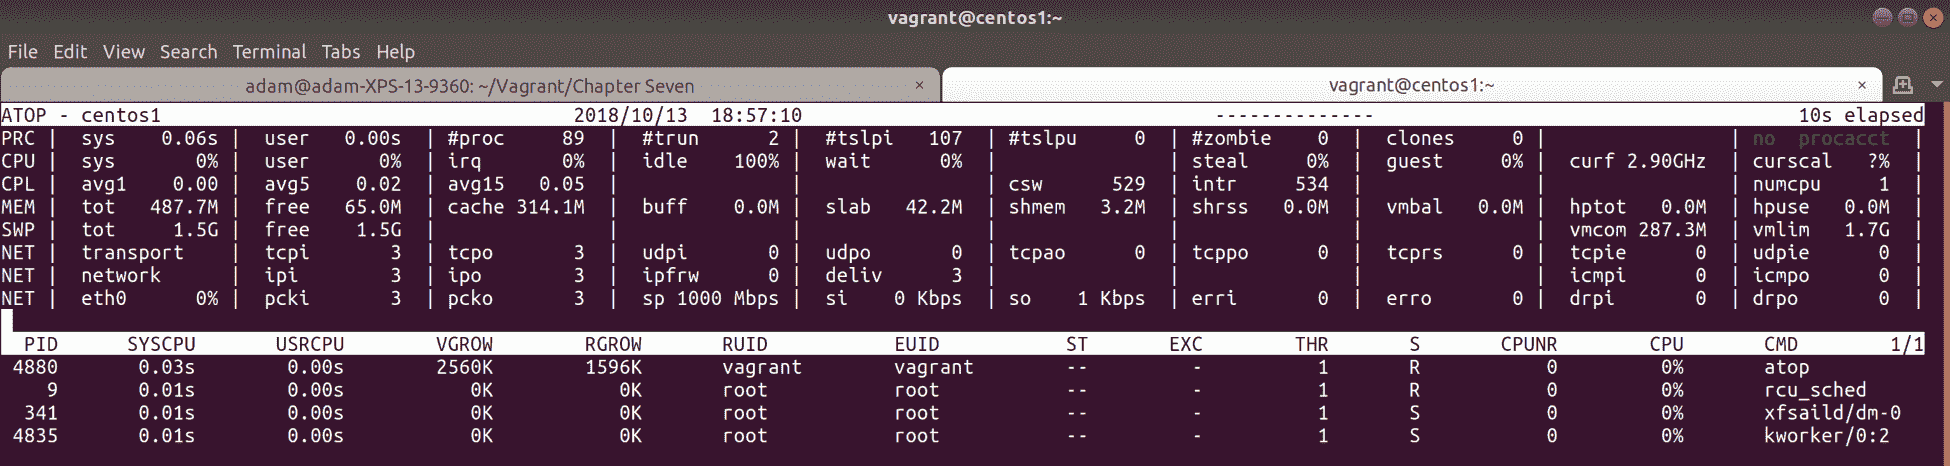 vagrant@centos1:~
File Edit View Search Terminal Tabs Help
adam@adam-XPS-13-9360: ~/Vagrant/Chapter Seven × vagrant@centos1:~ ×
ATOP - centos1 2018/10/13 18:57:10 -------------- 10s elapsed
PRC | sys 0.06s | user 0.00s | #proc 89 | #trun 2 | #tslpi 107 | #tslpu 0 | #zombie 0 | clones 0 | | no procacct |
CPU | sys 0% | user 0% | irq 0% | idle 100% | wait 0% | | steal 0% | guest 0% | curf 2.90GHz | curscal ?% |
CPL | avg1 0.00 | avg5 0.02 | avg15 0.05 | | | csw 529 | intr 534 | | | numcpu 1 |
MEM | tot 487.7M | free 65.0M | cache 314.1M | buff 0.0M | slab 42.2M | shmem 3.2M | shrss 0.0M | vmbal 0.0M | hptot 0.0M | hpuse 0.0M |
SWP | tot 1.5G | free 1.5G | | | | | | | vmcom 287.3M | vmlim 1.7G |
NET | transport | tcpi 3 | tcpo 3 | udpi 0 | udpo 0 | tcpao 0 | tcppo 0 | tcprs 0 | tcpie 0 | udpie 0 |
NET | network | ipi 3 | ipo 3 | ipfrw 0 | deliv 3 | | | | icmpi 0 | icmpo 0 |
NET | eth0 0% | pcki 3 | pcko 3 | sp 1000 Mbps | si 0 Kbps | so 1 Kbps | erri 0 | erro 0 | drpi 0 | drpo 0 |
PID SYSCPU USRCPU VGROW RGROW RUID EUID ST EXC THR S CPUNR CPU CMD 1/1
4880 0.03s 0.00s 2560K 1596K vagrant vagrant -- - 1 R 0 0% atop
9 0.01s 0.00s 0K 0K root root -- - 1 R 0 0% rcu_sched
341 0.01s 0.00s 0K 0K root root -- - 1 S 0 0% xfsaild/dm-0
4835 0.01s 0.00s 0K 0K root root -- - 1 S 0 0% kworker/0:2